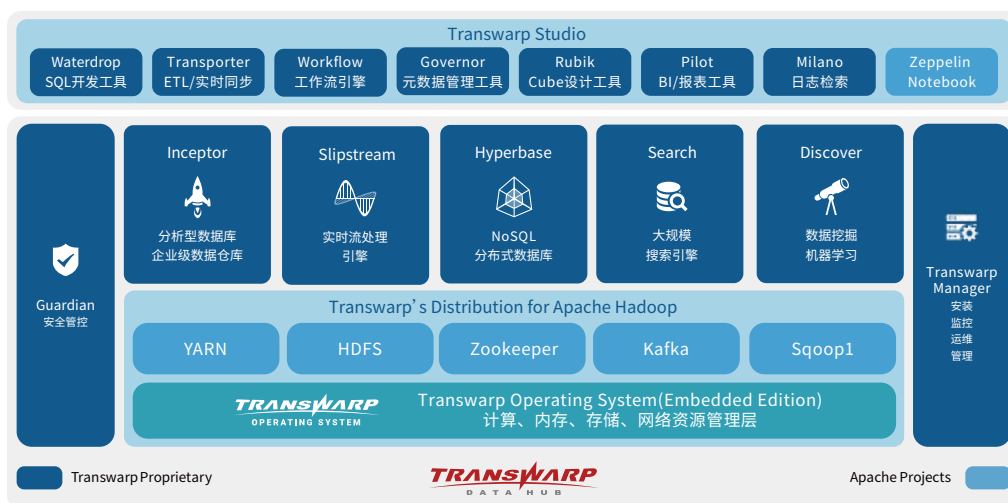 Transwarp Studio
Waterdrop
SQL开发工具
Transporter
ETL/实时同步
Workflow
工作流引擎
Governor
元数据管理工具
Rubik
Cube设计工具
Pilot
BI/报表工具
Milano
日志检索
Zeppelin
Notebook
Guardian
安全管控
Inceptor
分析型数据库
企业级数据仓库
Slipstream
实时流处理
引擎
Hyperbase
NoSQL
分布式数据库
Search
大规模
搜索引擎
Discover
数据挖掘
机器学习
Transwarp
Manager
安装
监控
运维
管理
Transwarp's Distribution for Apache Hadoop
YARN
HDFS
Zookeeper
Kafka
Sqoop1
TRANSWARP
OPERATING SYSTEM
Transwarp Operating System(Embedded Edition)
计算、内存、存储、网络资源管理层
Transwarp Proprietary
TRANSWARP
DATA HUB
Apache Projects